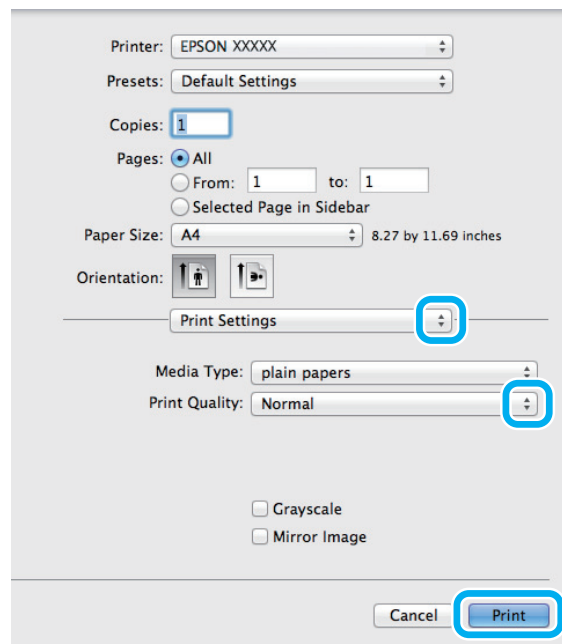 Printer: EPSON XXXXX
Presets: Default Settings
Copies: 1
Pages: All
From: 1 to: 1
Selected Page in Sidebar
Paper Size: A4 8.27 by 11.69 inches
Orientation:
Print Settings
Media Type: plain papers
Print Quality: Normal
Grayscale
Mirror Image
Cancel Print